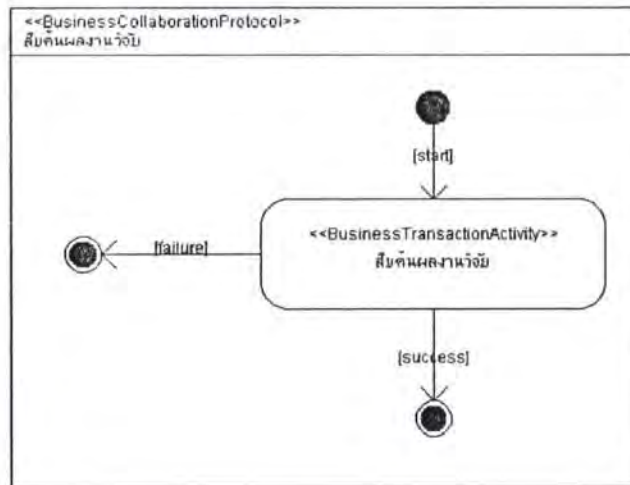 <<BusinessCollaborationProtocol>>
สืบค้นผลงานวิจัย
[start]
<<BusinessTransactionActivity>>
สืบค้นผลงานวิจัย
[failure]
[success]